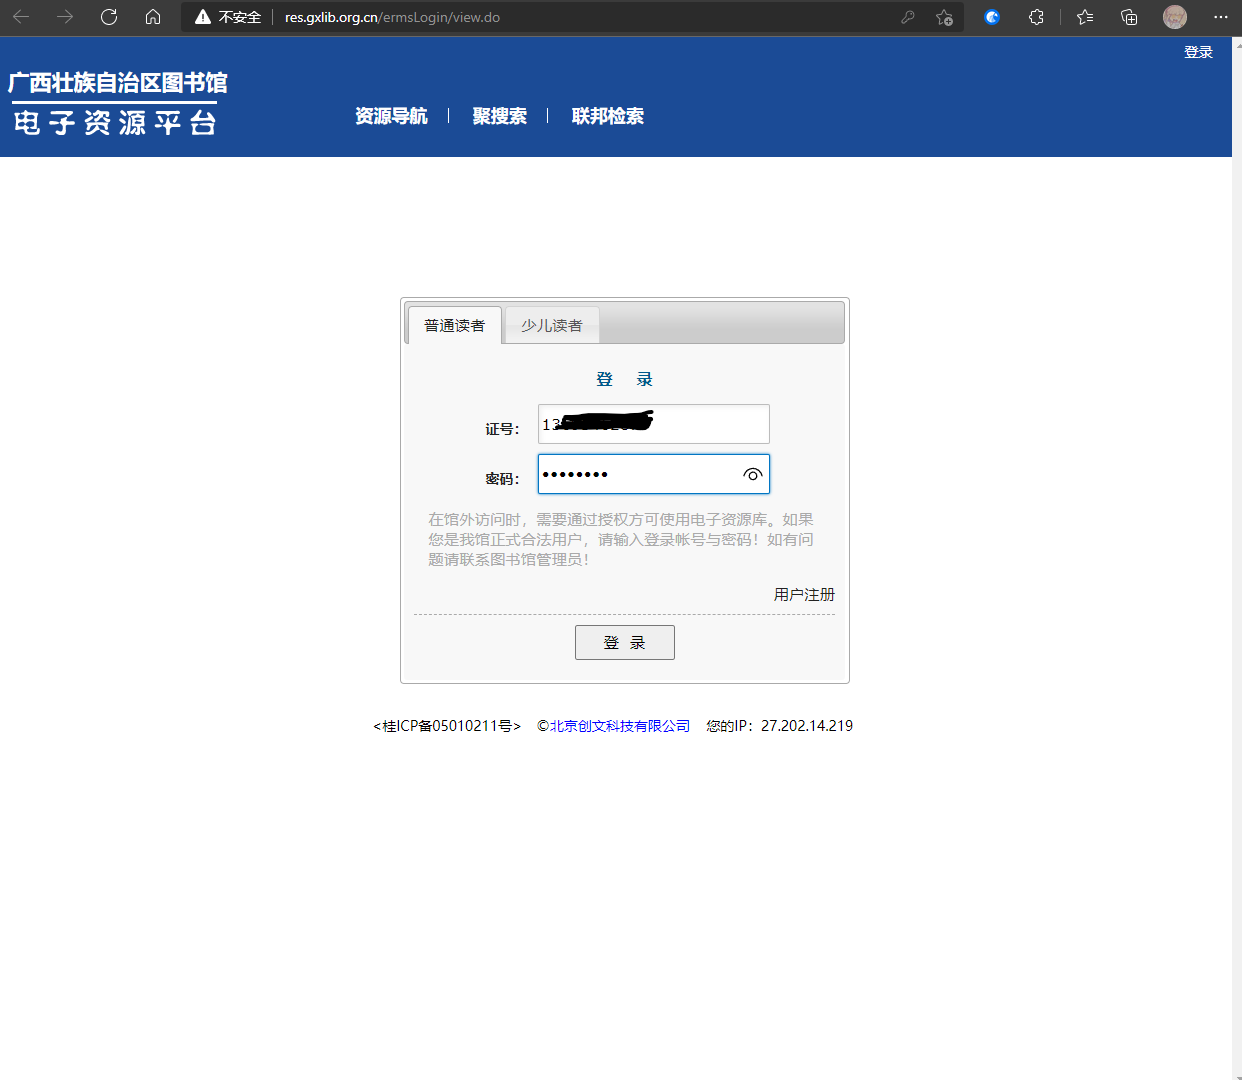 不安全 res.gxlib.org.cn/ermsLogin/view.do
登录
广西壮族自治区图书馆
电子资源平台
资源导航 聚搜索 联邦检索
普通读者 少儿读者
登 录
证号： 13
密码： ••••••••
在馆外访问时，需要通过授权方可使用电子资源库。如果
您是我馆正式合法用户，请输入登录帐号与密码！如有问
题请联系图书馆管理员！
用户注册
登 录
<桂ICP备05010211号> ©北京创文科技有限公司 您的IP：27.202.14.219